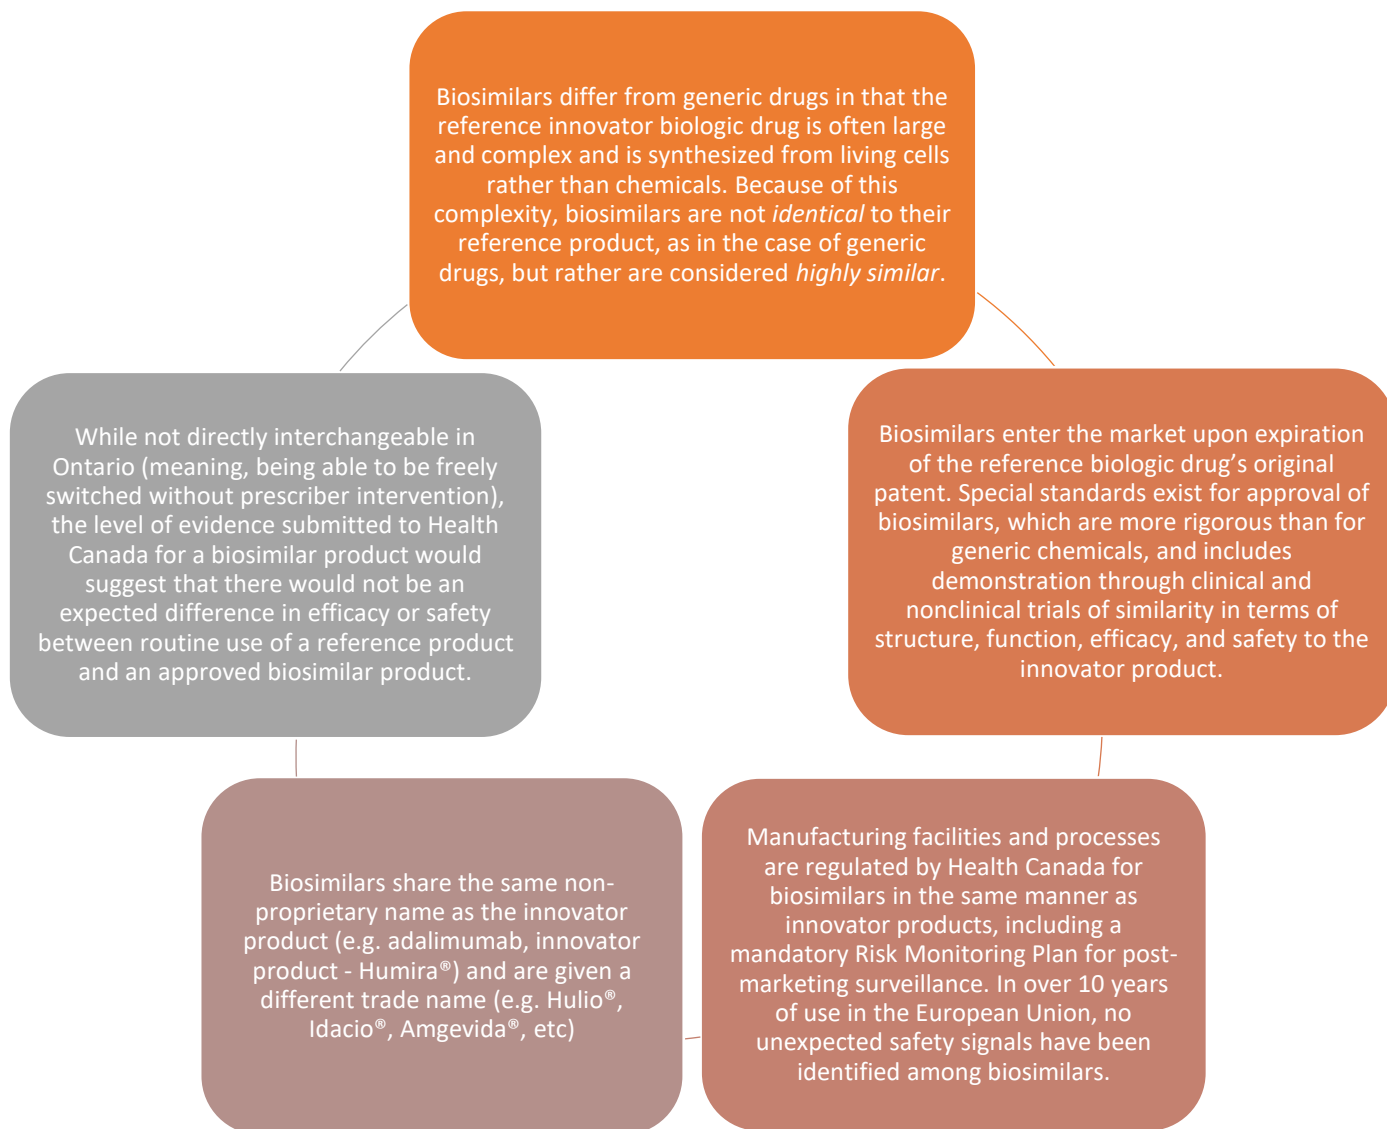 Biosimilars differ from generic drugs in that the
reference innovator biologic drug is often large
and complex and is synthesized from living cells
rather than chemicals. Because of this
complexity, biosimilars are not identical to their
reference product, as in the case of generic
drugs, but rather are considered highly similar.
Biosimilars enter the market upon expiration
of the reference biologic drug’s original
patent. Special standards exist for approval of
biosimilars, which are more rigorous than for
generic chemicals, and includes
demonstration through clinical and
nonclinical trials of similarity in terms of
structure, function, efficacy, and safety to the
innovator product.
Manufacturing facilities and processes
are regulated by Health Canada for
biosimilars in the same manner as
innovator products, including a
mandatory Risk Monitoring Plan for post-
marketing surveillance. In over 10 years
of use in the European Union, no
unexpected safety signals have been
identified among biosimilars.
Biosimilars share the same non-
proprietary name as the innovator
product (e.g. adalimumab, innovator
product - Humira®) and are given a
different trade name (e.g. Hulio®,
Idacio®, Amgevida®, etc)
While not directly interchangeable in
Ontario (meaning, being able to be freely
switched without prescriber intervention),
the level of evidence submitted to Health
Canada for a biosimilar product would
suggest that there would not be an
expected difference in efficacy or safety
between routine use of a reference product
and an approved biosimilar product.